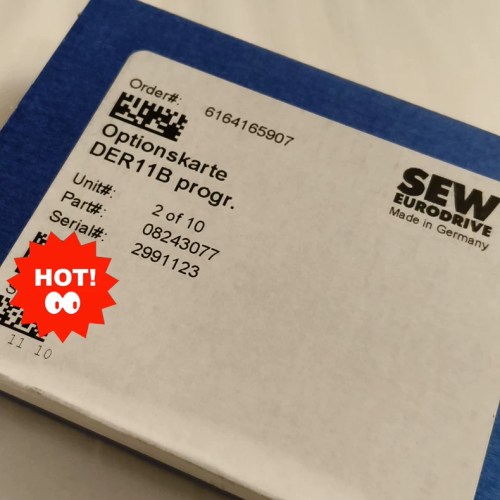 Order#: 6164165907
Optionskarte
DER11B progr.
Unit#: 2 of 10
Part#: 08243077
Serial#: 2991123
SEW
EURODRIVE
Made in Germany
HOT!
S
11 10